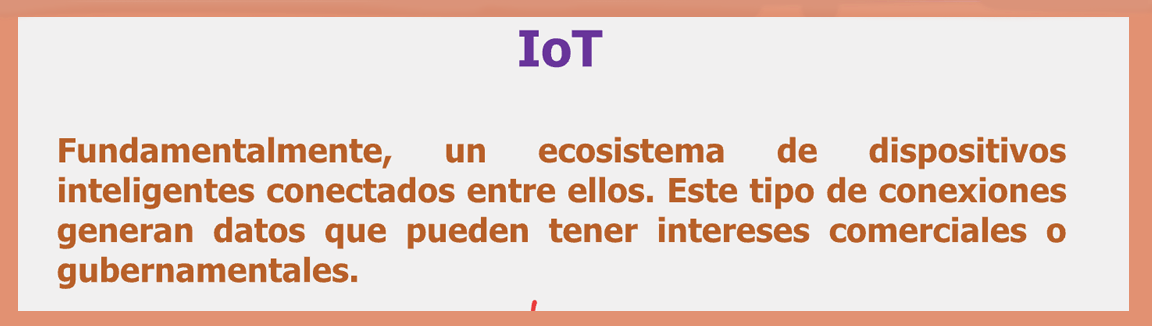 IoT
Fundamentalmente, un ecosistema de dispositivos
inteligentes conectados entre ellos. Este tipo de conexiones
generan datos que pueden tener intereses comerciales o
gubernamentales.